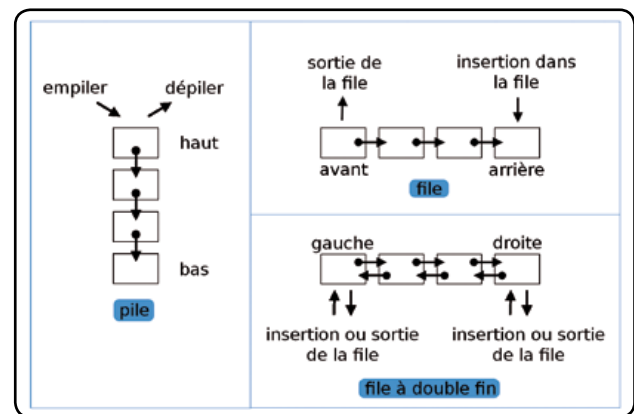 empiler
dépiler
haut
bas
pile
sortie de
la file
insertion dans
la file
avant
arrière
file
gauche
droite
insertion ou sortie
de la file
insertion ou sortie
de la file
file à double fin